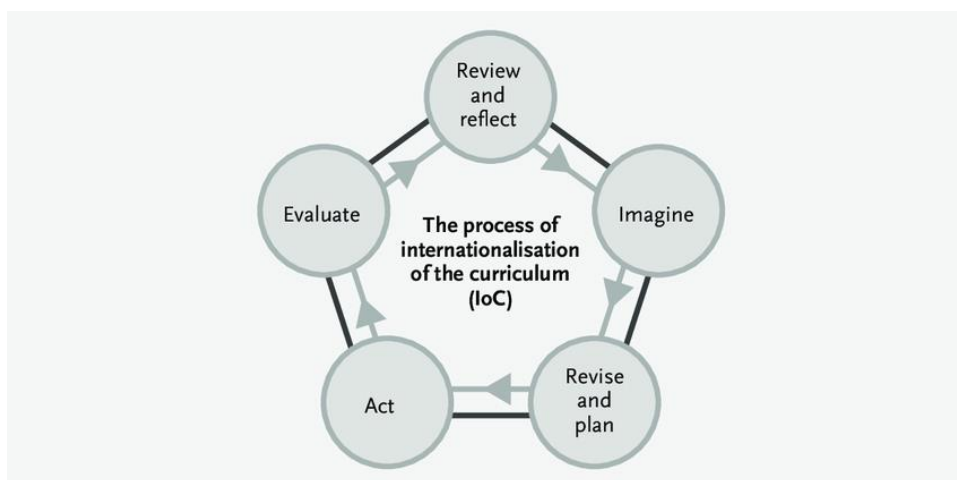 Review
and
reflect
Imagine
Revise
and
plan
Act
Evaluate
The process of
internationalisation
of the curriculum
(IoC)